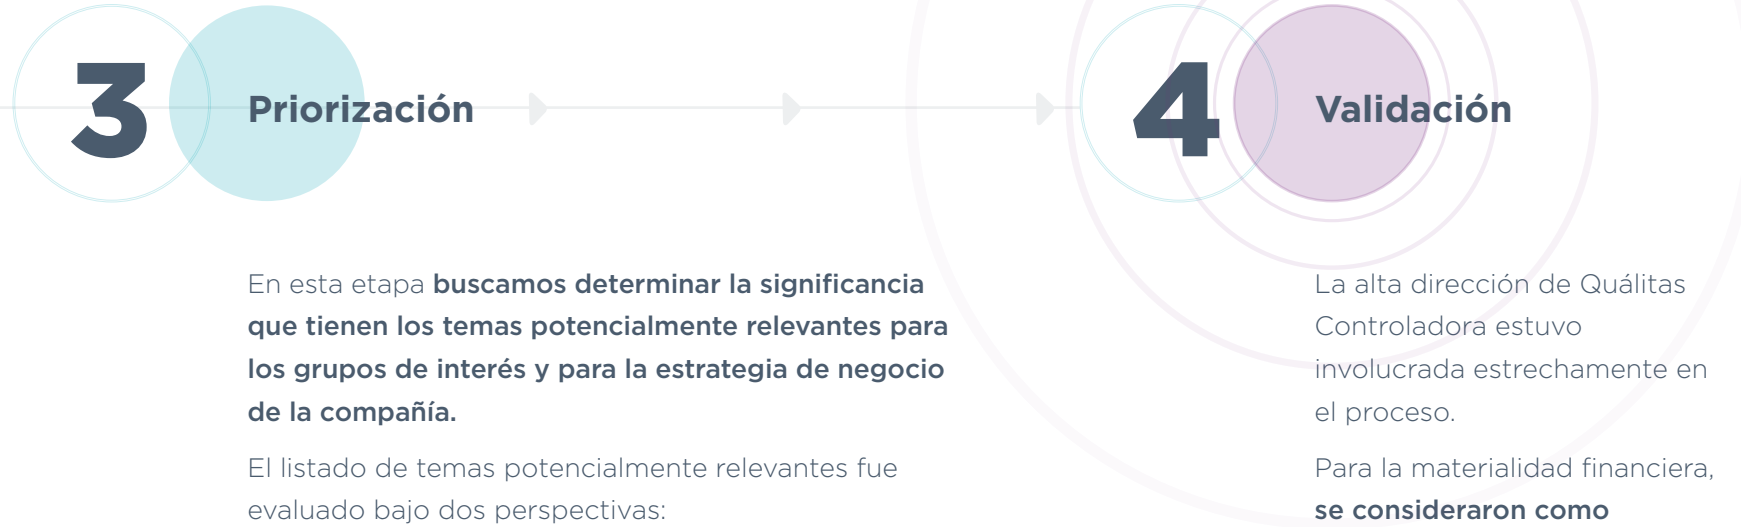 3
Priorización
En esta etapa buscamos determinar la significancia
que tienen los temas potencialmente relevantes para
los grupos de interés y para la estrategia de negocio
de la compañía.
El listado de temas potencialmente relevantes fue
evaluado bajo dos perspectivas:
4
Validación
La alta dirección de Quálitas
Controladora estuvo
involucrada estrechamente en
el proceso.
Para la materialidad financiera,
se consideraron como